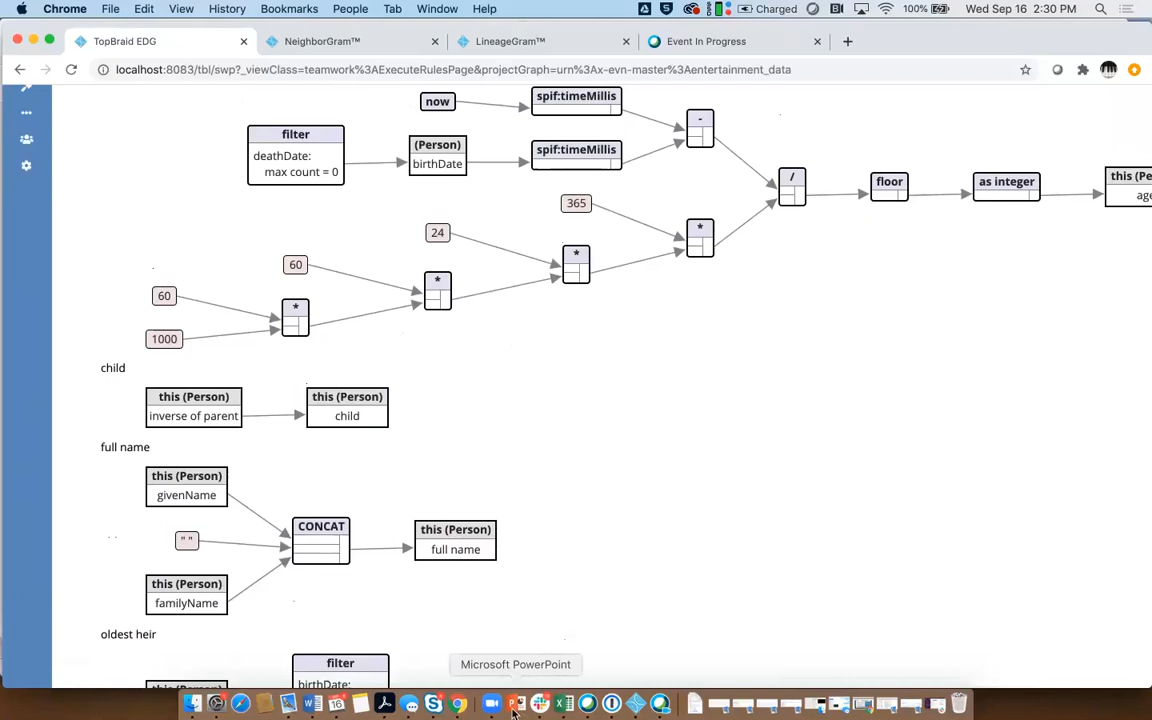 Chrome File Edit View History Bookmarks People Tab Window Help Charged 100% Wed Sep 16 2:30 PM
TopBraid EDG NeighborGram™ LineageGram™ Event In Progress
localhost:8083/tbl/swp?_viewClass=teamwork%3AExecuteRulesPage&projectGraph=urn%3Ax-evn-master%3Aentertainment_data
now
spif:timeMillis
-
filter
deathDate:
max count = 0
(Person)
birthDate
spif:timeMillis
/
floor
as integer
this (Pe
age
365
*
24
*
60
*
60
*
1000
child
this (Person)
inverse of parent
this (Person)
child
full name
this (Person)
givenName
" "
CONCAT
this (Person)
full name
this (Person)
familyName
oldest heir
filter
birthDate:
Microsoft PowerPoint